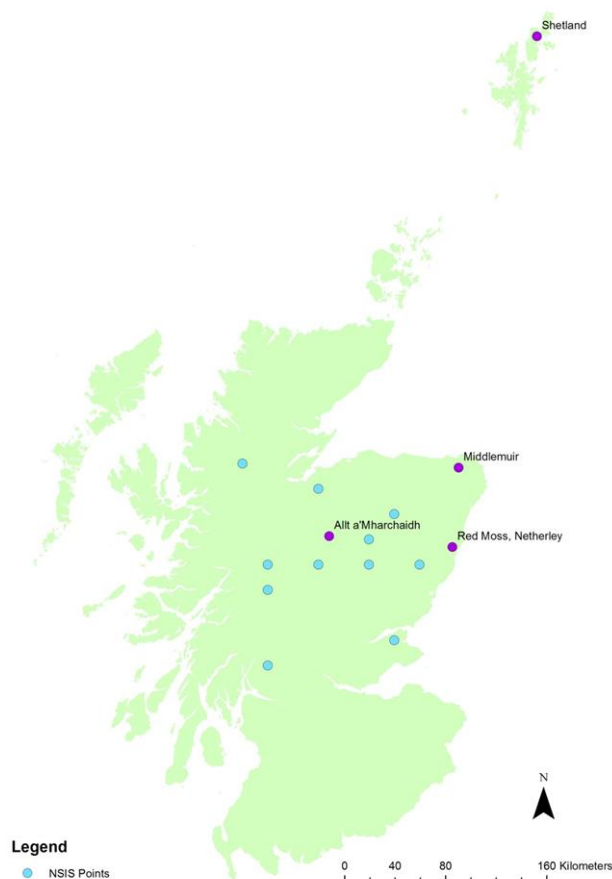 Shetland
Middlemuir
Allt a'Mharchaidh
Red Moss, Netherley
N
Legend
NSIS Points
0 40 80 160 Kilometers